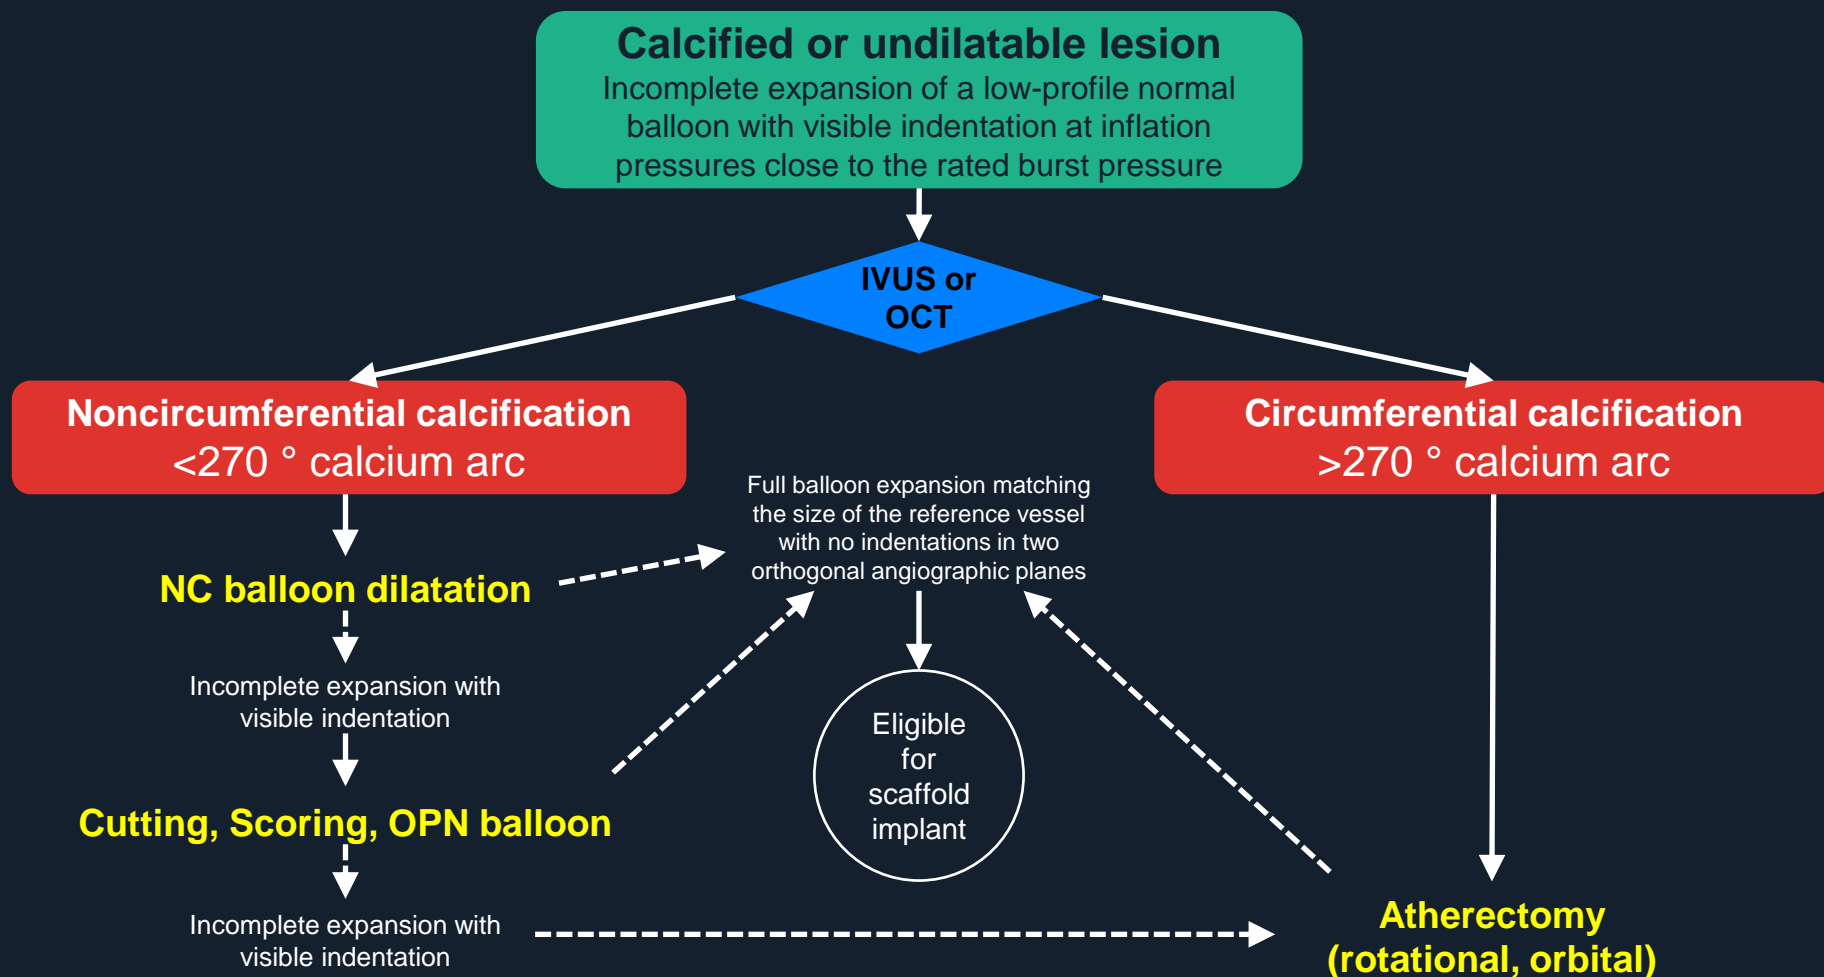 Calcified or undilatable lesion
Incomplete expansion of a low-profile normal
balloon with visible indentation at inflation
pressures close to the rated burst pressure
IVUS or
OCT
Noncircumferential calcification
<270 ° calcium arc
Circumferential calcification
>270 ° calcium arc
Full balloon expansion matching
the size of the reference vessel
with no indentations in two
orthogonal angiographic planes
NC balloon dilatation
Incomplete expansion with
visible indentation
Eligible
for
scaffold
implant
Cutting, Scoring, OPN balloon
Incomplete expansion with
visible indentation
Atherectomy
(rotational, orbital)